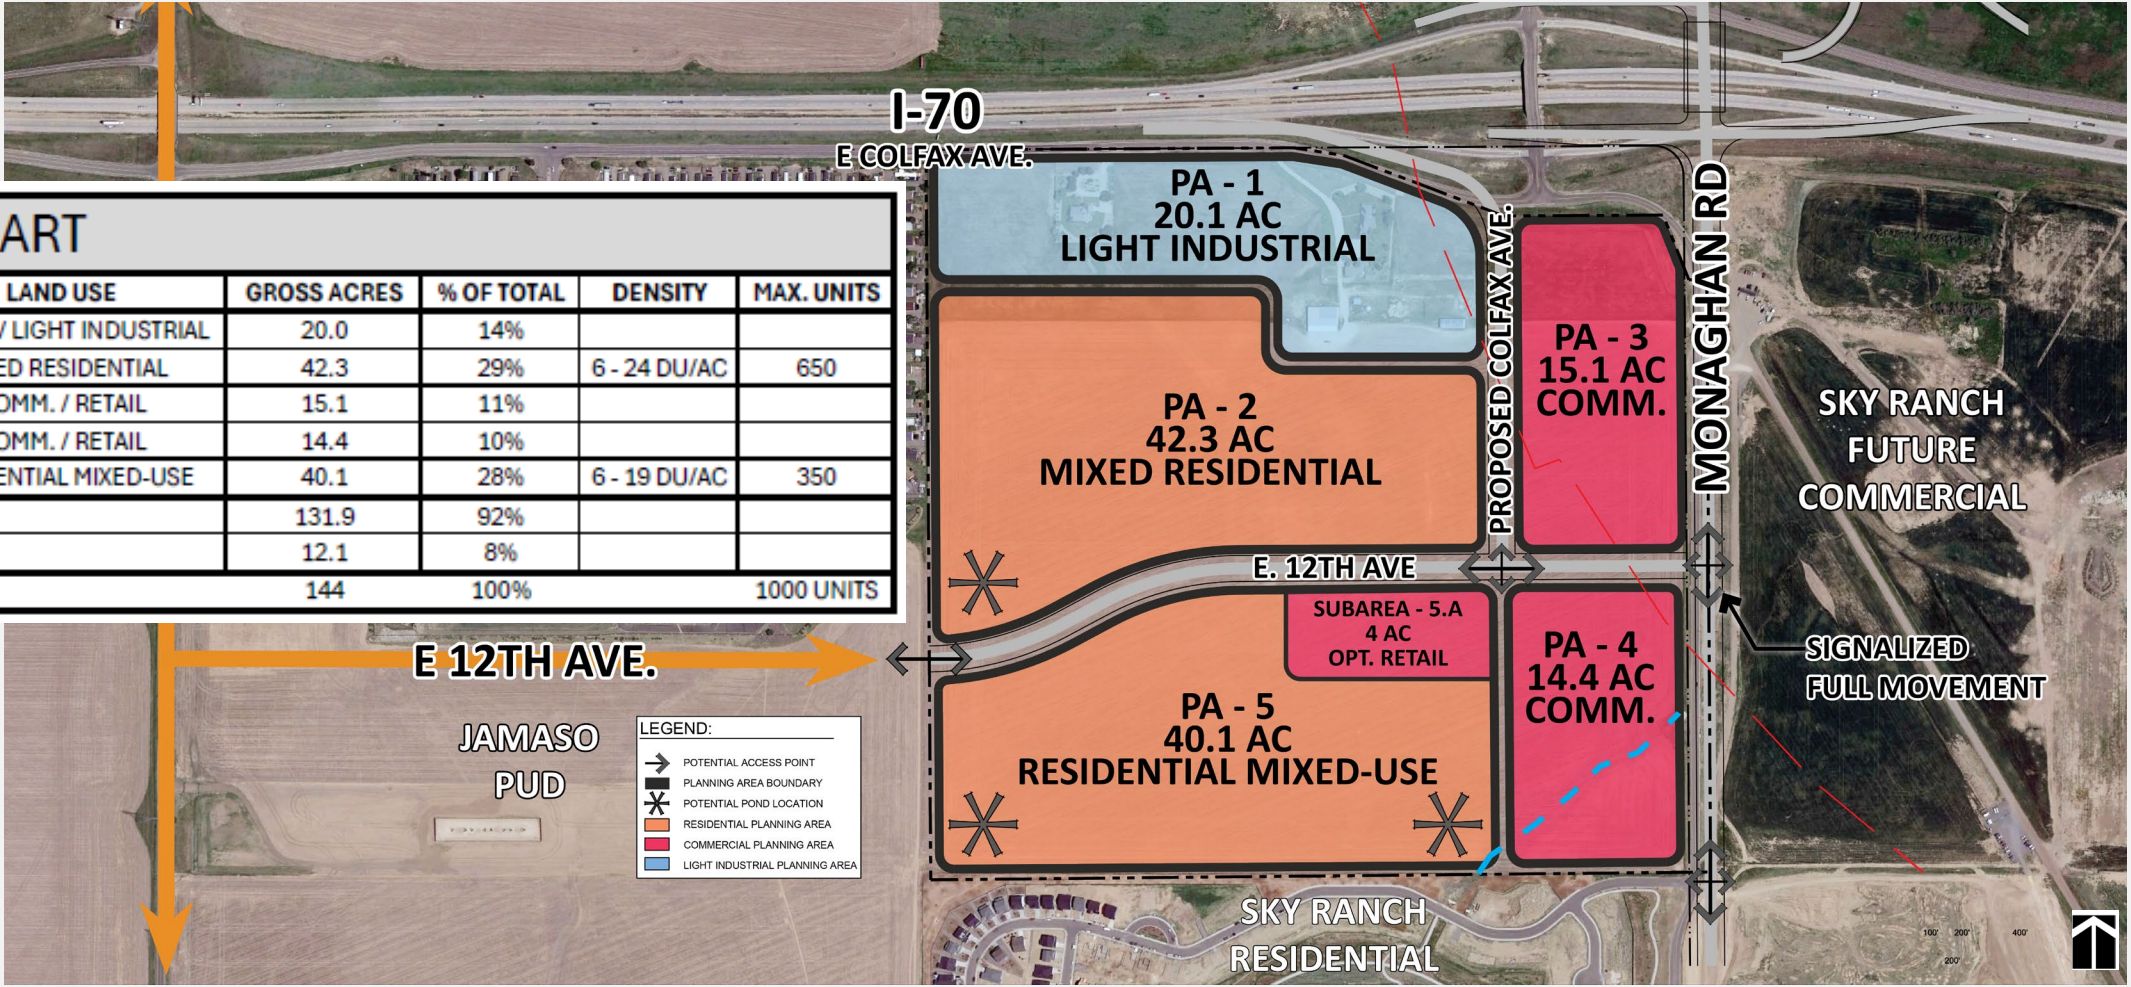 I-70
E COLFAX AVE.
ART
LAND USE GROSS ACRES % OF TOTAL DENSITY MAX. UNITS
/ LIGHT INDUSTRIAL 20.0 14%
ED RESIDENTIAL 42.3 29% 6 - 24 DU/AC 650
OMM. / RETAIL 15.1 11%
OMM. / RETAIL 14.4 10%
ENTIAL MIXED-USE 40.1 28% 6 - 19 DU/AC 350
131.9 92%
12.1 8%
144 100% 1000 UNITS
PA - 1
20.1 AC
LIGHT INDUSTRIAL
PROPOSED COLFAX AVE.
MONAGHAN RD
PA - 3
15.1 AC
COMM.
PA - 2
42.3 AC
MIXED RESIDENTIAL
SKY RANCH
FUTURE
COMMERCIAL
E. 12TH AVE
SUBAREA - 5.A
4 AC
OPT. RETAIL
PA - 4
14.4 AC
COMM.
SIGNALIZED
FULL MOVEMENT
E 12TH AVE.
PA - 5
40.1 AC
RESIDENTIAL MIXED-USE
JAMASO
PUD
LEGEND:
POTENTIAL ACCESS POINT
PLANNING AREA BOUNDARY
POTENTIAL POND LOCATION
RESIDENTIAL PLANNING AREA
COMMERCIAL PLANNING AREA
LIGHT INDUSTRIAL PLANNING AREA
SKY RANCH
RESIDENTIAL
100' 200' 400'
200'